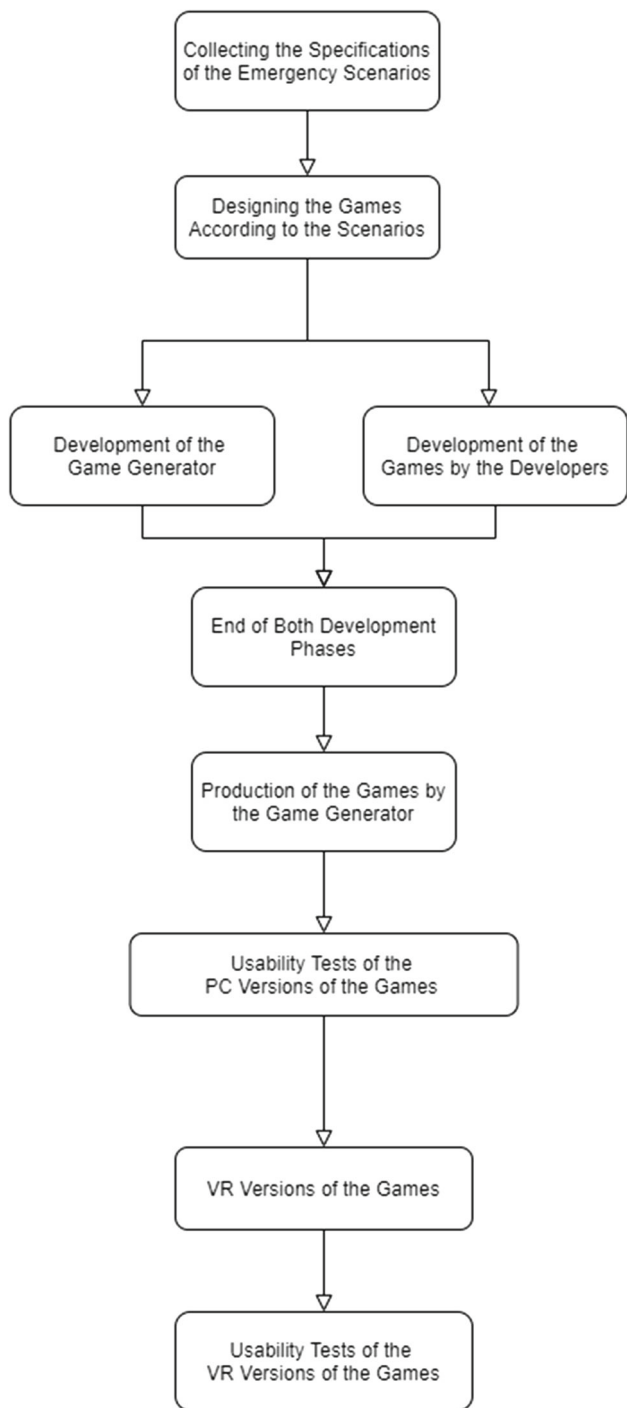 Collecting the Specifications
of the Emergency Scenarios
Designing the Games
According to the Scenarios
Development of the
Game Generator
Development of the
Games by the Developers
End of Both Development
Phases
Production of the Games by
the Game Generator
Usability Tests of the
PC Versions of the Games
VR Versions of the Games
Usability Tests of the
VR Versions of the Games